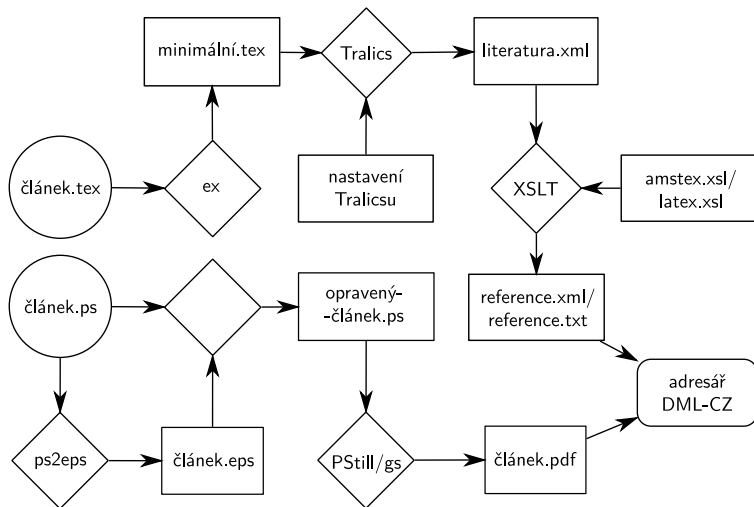 minimální.tex
Tralics
literatura.xml
článek.tex
ex
nastavení
Tralicsu
XSLT
amstex.xsl/
latex.xsl
článek.ps
opravený-
-článek.ps
reference.xml/
reference.txt
adresář
DML-CZ
ps2eps
článek.eps
PStill/gs
článek.pdf